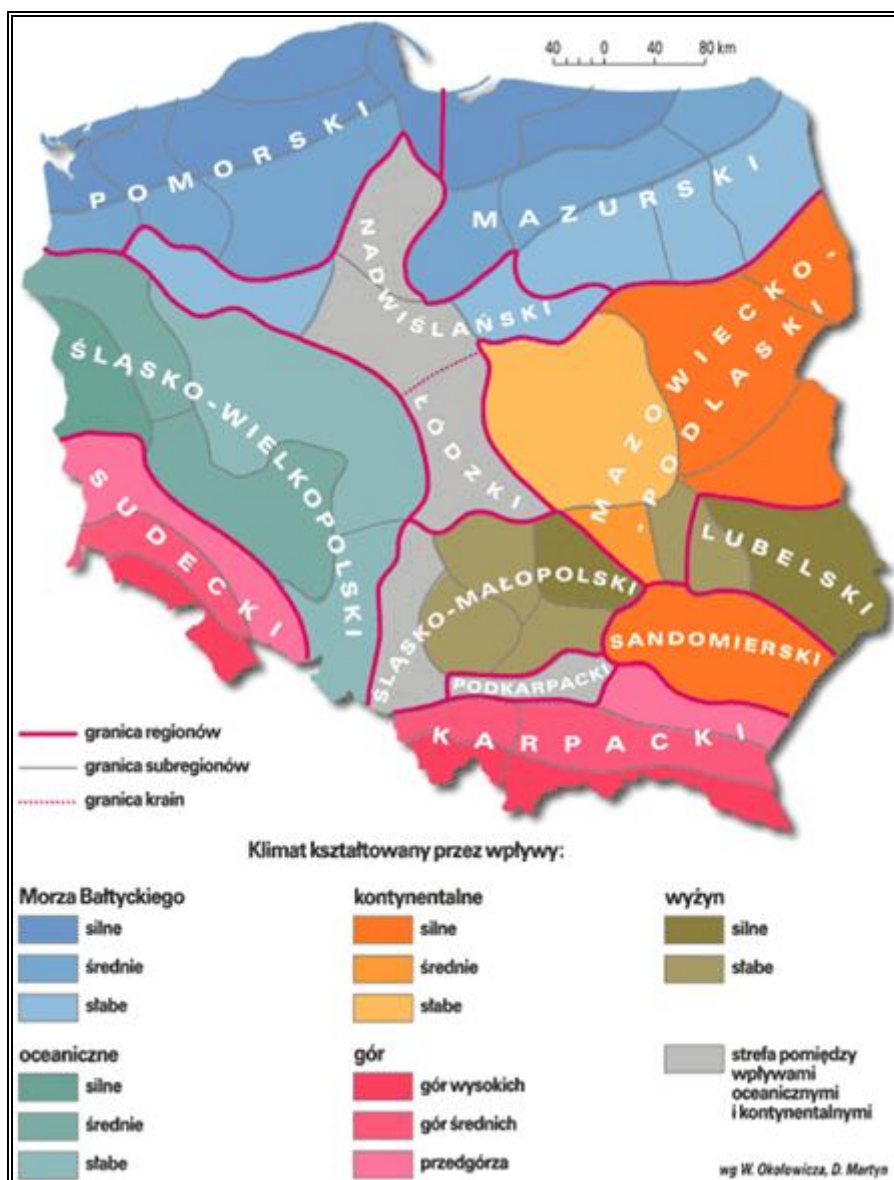 40 0 40 80 km
POMORSKI
MAZURSKI
NADWIŚLAŃSKI
MAZOWIECKO-
-PODLASKI
ŚLĄSKO-WIELKOPOLSKI
ŁÓDZKI
SUDECKI
LUBELSKI
ŚLĄSKO-MAŁOPOLSKI
SANDOMIERSKI
PODKARPACKI
KARPACKI
granica regionów
granica subregionów
granica krain
Klimat kształtowany przez wpływy:
Morza Bałtyckiego
silne
średnie
słabe
kontynentalne
silne
średnie
słabe
wyżyn
silne
słabe
oceaniczne
silne
średnie
słabe
gór
gór wysokich
gór średnich
przedgórza
strefa pomiędzy
wpływami
oceanicznymi
i kontynentalnymi
wg W. Okołowicza, D. Martyn